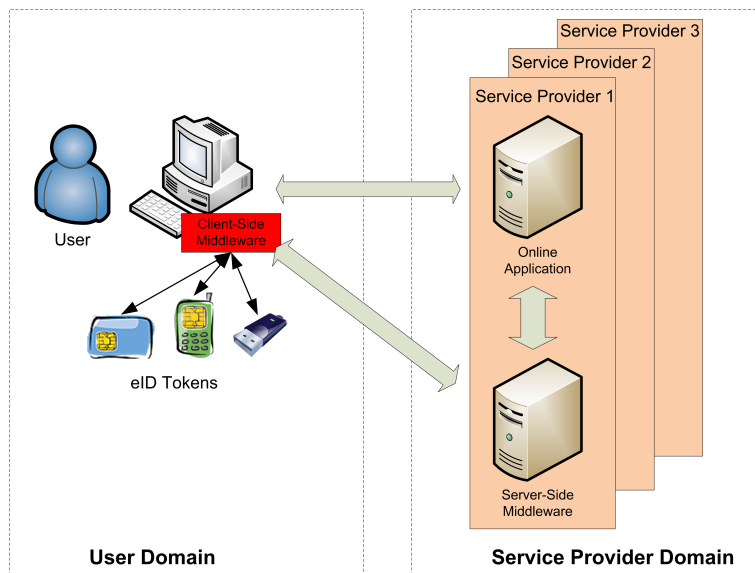 Service Provider 3
Service Provider 2
Service Provider 1
User
Client-Side
Middleware
Online
Application
eID Tokens
Server-Side
Middleware
User Domain
Service Provider Domain